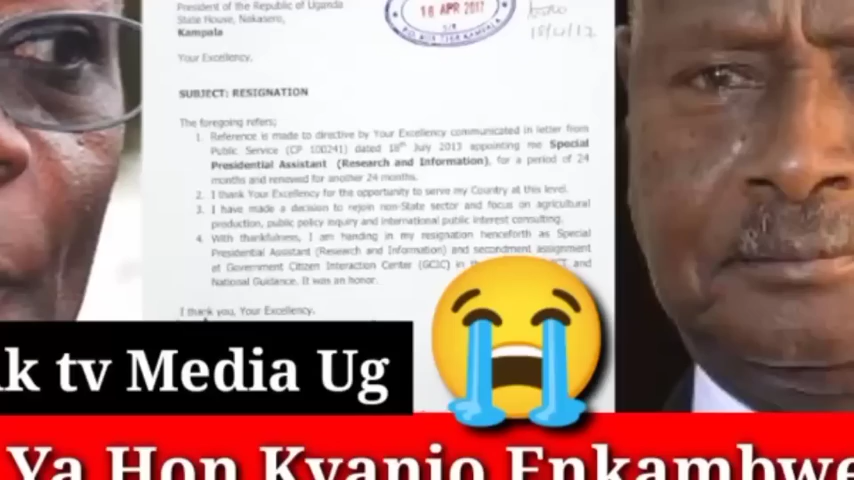 President of the Republic of Uganda
State House, Nakasero,
Kampala
18 APR 2017
P.O. BOX 7168 KAMPALA
Your Excellency,
SUBJECT: RESIGNATION
The foregoing refers;
1. Reference is made to directive by Your Excellency communicated in letter from
Public Service (CP 100241) dated 18th July 2013 appointing me Special
Presidential Assistant (Research and Information), for a period of 24
months and renewed for another 24 months.
2. I thank Your Excellency for the opportunity to serve my Country at this level.
3. I have made a decision to rejoin non-State sector and focus on agricultural
production, public policy inquiry and international public interest consulting.
4. With thankfulness, I am handing in my resignation henceforth as Special
Presidential Assistant (Research and Information) and secondment assignment
at Government Citizen Interaction Center (GCIC) in and
National Guidance. It was an honor.
I thank you, Your Excellency.
tv Media Ug
Ya Hon Kyanjo Enkambwe